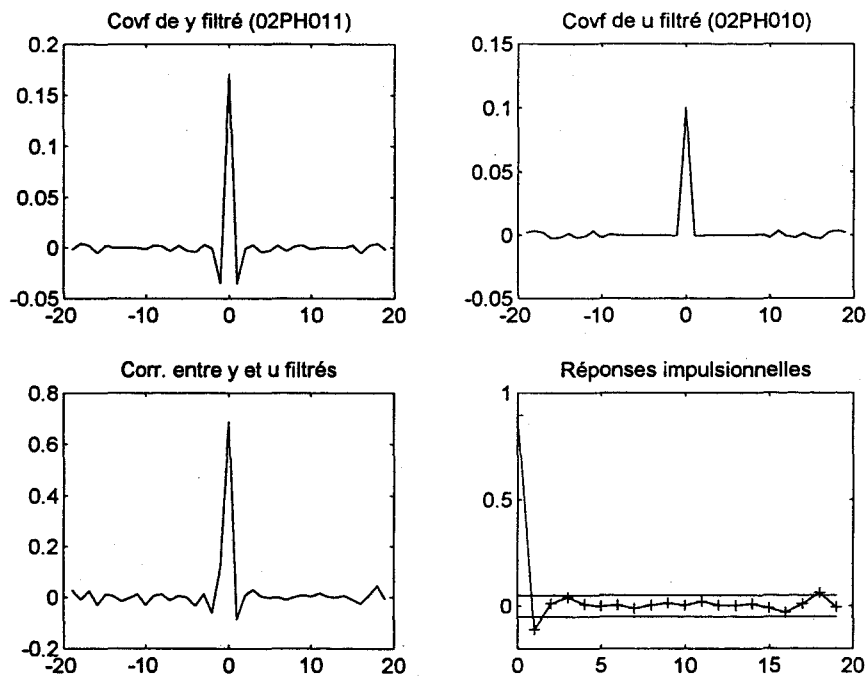 Covf de y filtré (02PH011)
0.2
0.15
0.1
0.05
0
-0.05
-20 -10 0 10 20
Covf de u filtré (02PH010)
0.15
0.1
0.05
0
-0.05
-20 -10 0 10 20
Corr. entre y et u filtrés
0.8
0.6
0.4
0.2
0
-0.2
-20 -10 0 10 20
Réponses impulsionnelles
1
0.5
0
0 5 10 15 20